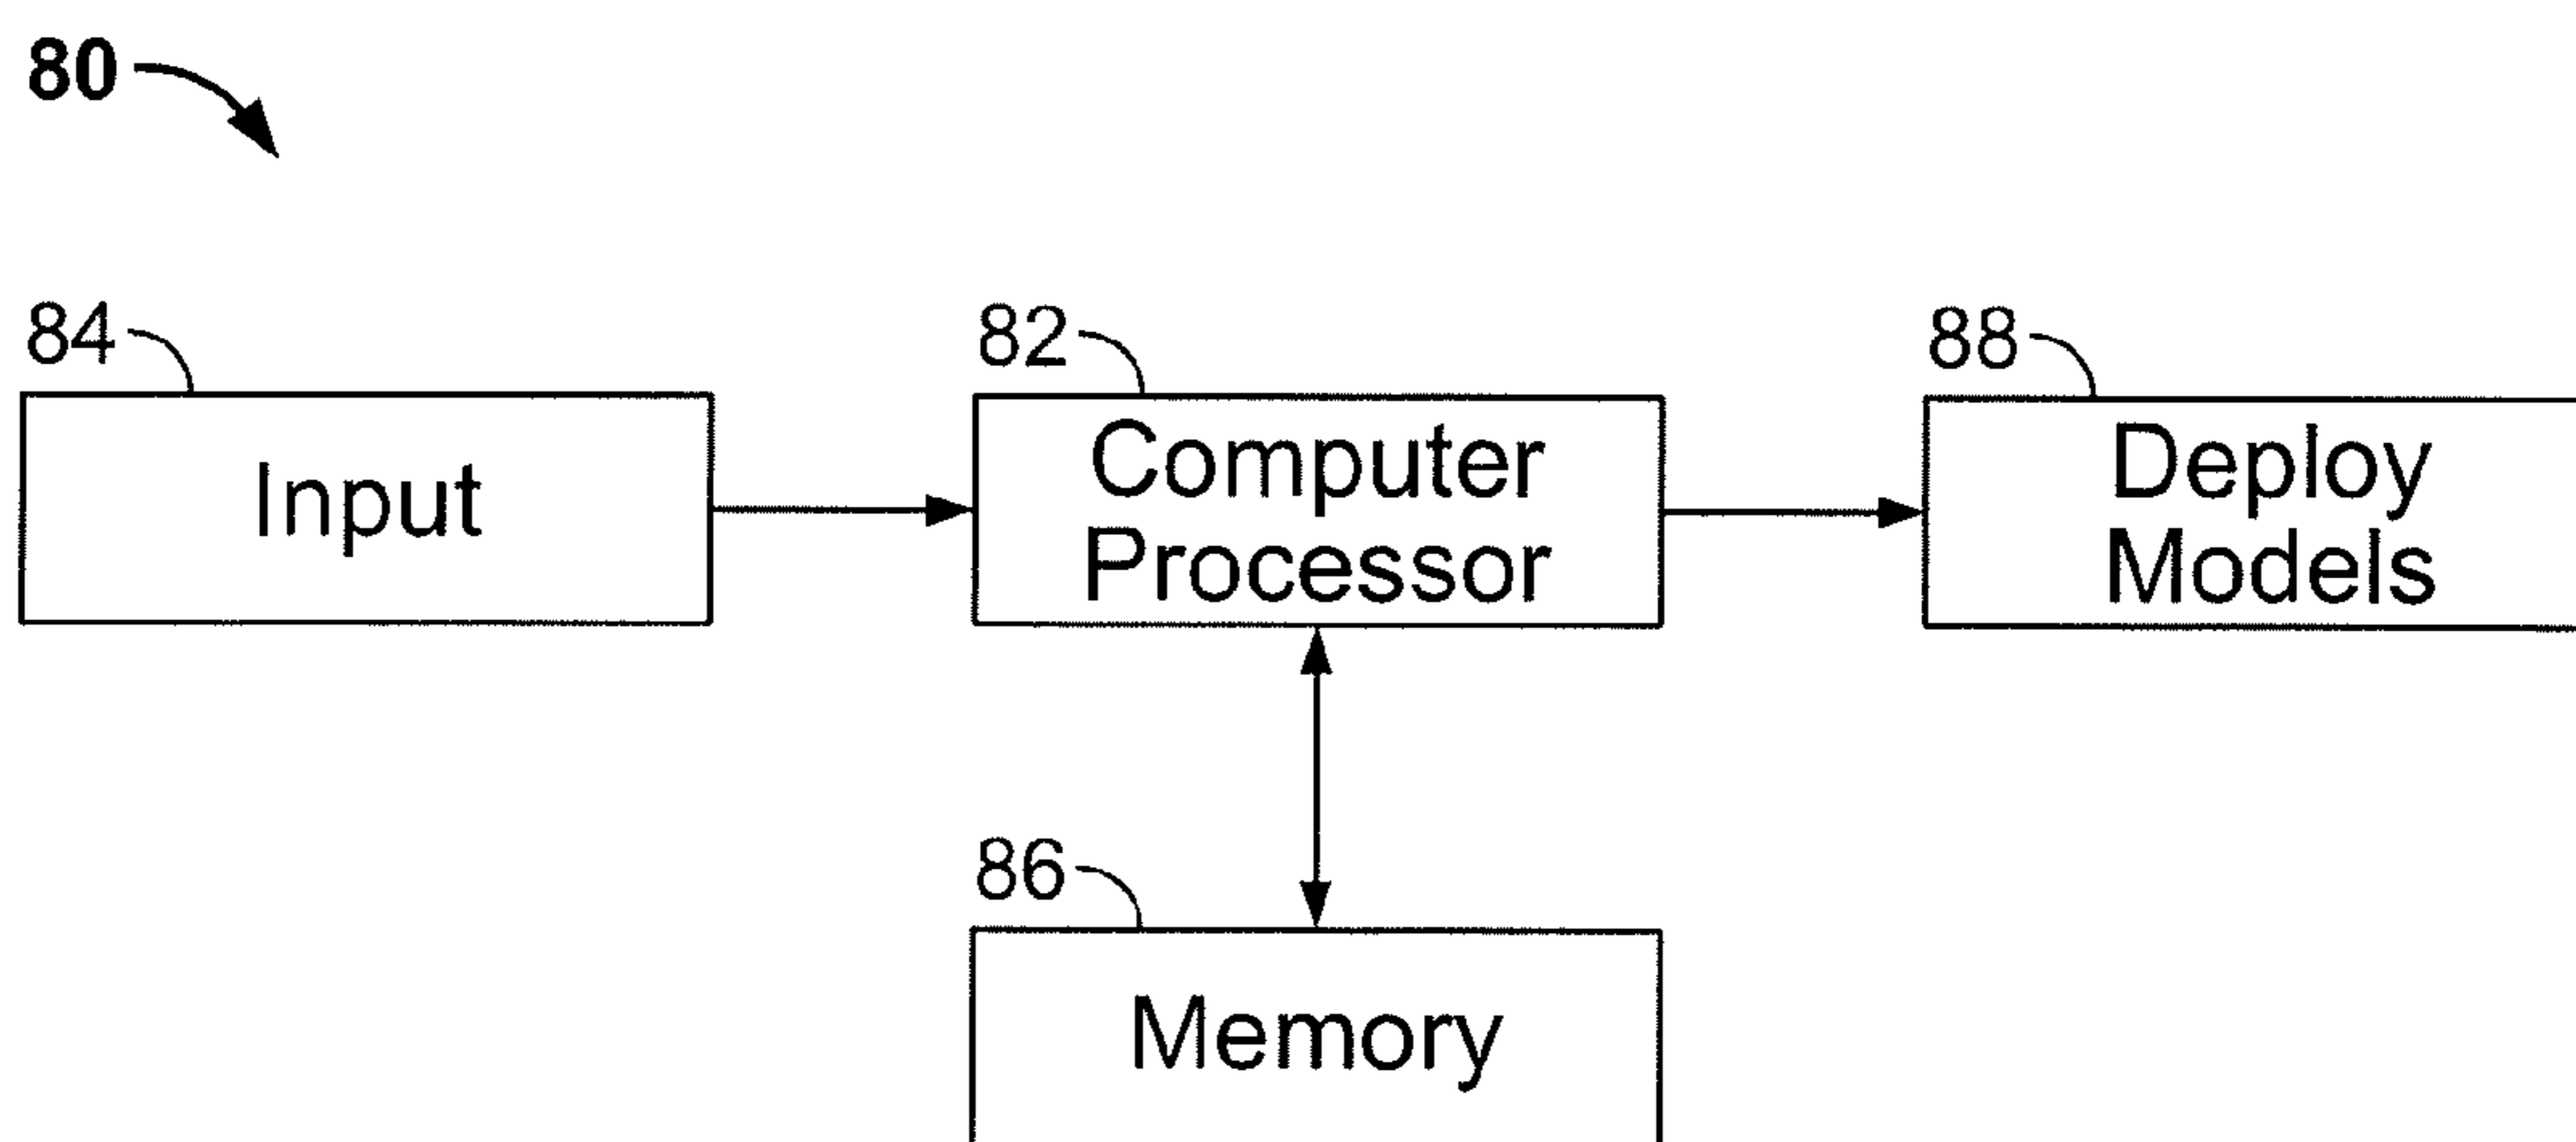 80
84
Input
82
Computer
Processor
88
Deploy
Models
86
Memory